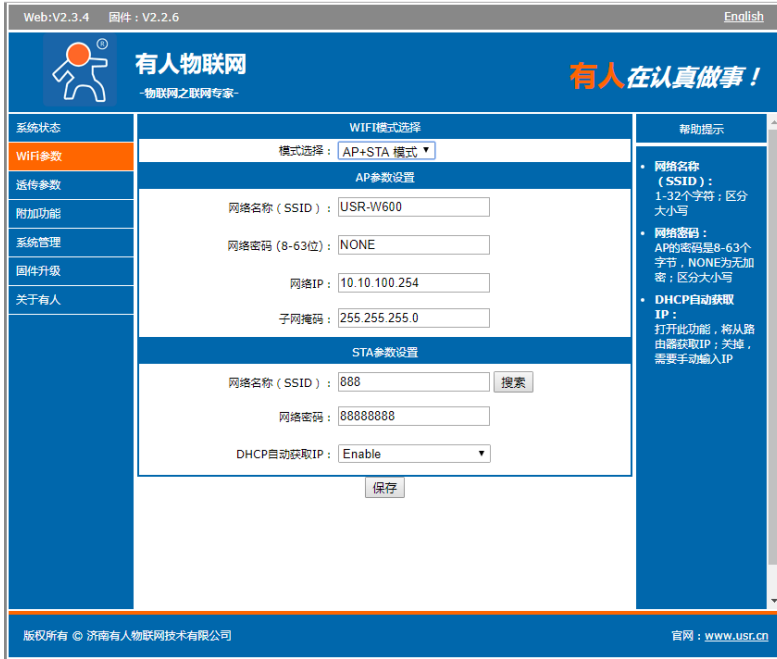 Web:V2.3.4 固件：V2.2.6 English
®
有人物联网
-物联网之联网专家-
有人在认真做事！
系统状态
WiFi参数
透传参数
附加功能
系统管理
固件升级
关于有人
WIFI模式选择
模式选择： AP+STA 模式
AP参数设置
网络名称（SSID）： USR-W600
网络密码 (8-63位)： NONE
网络IP： 10.10.100.254
子网掩码： 255.255.255.0
STA参数设置
网络名称（SSID）： 888 搜索
网络密码： 88888888
DHCP自动获取IP： Enable
保存
帮助提示
• 网络名称
（SSID）：
1-32个字符；区分
大小写
• 网络密码：
AP的密码是8-63个
字节，NONE为无加
密；区分大小写
• DHCP自动获取
IP：
打开此功能，将从路
由器获取IP；关掉，
需要手动输入IP
版权所有 © 济南有人物联网技术有限公司 官网：www.usr.cn